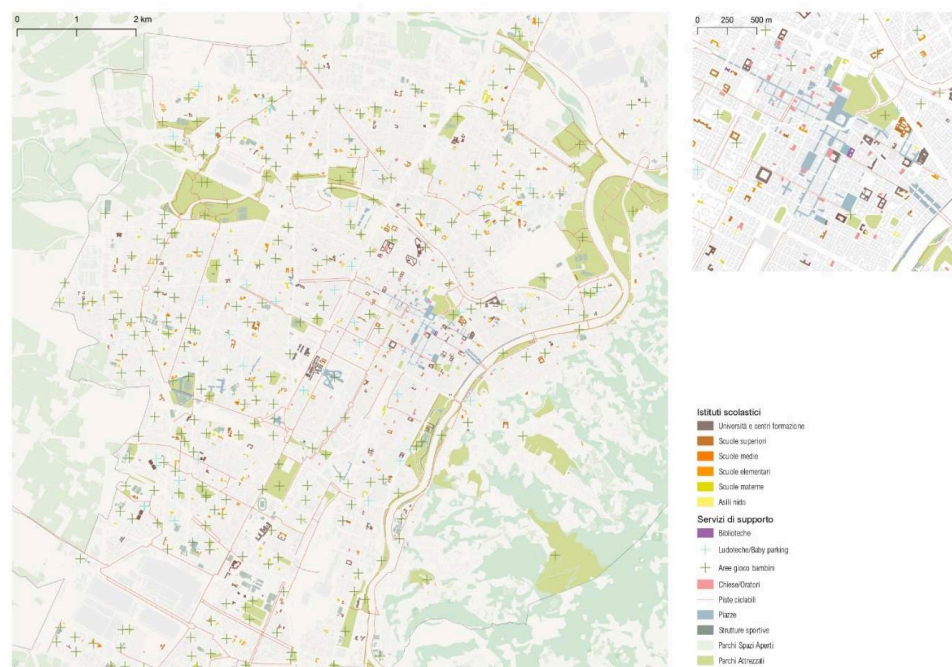 0 1 2 km
0 250 500 m
Istituti scolastici
Università e centri formazione
Scuole superiori
Scuole medie
Scuole elementari
Scuole materne
Asili nido
Servizi di supporto
Biblioteche
Ludoteche/Baby parking
Aree gioco bambini
Chiese/Oratori
Piste ciclabili
Piazze
Strutture sportive
Parchi Spazi Aperti
Parchi Attrezzati